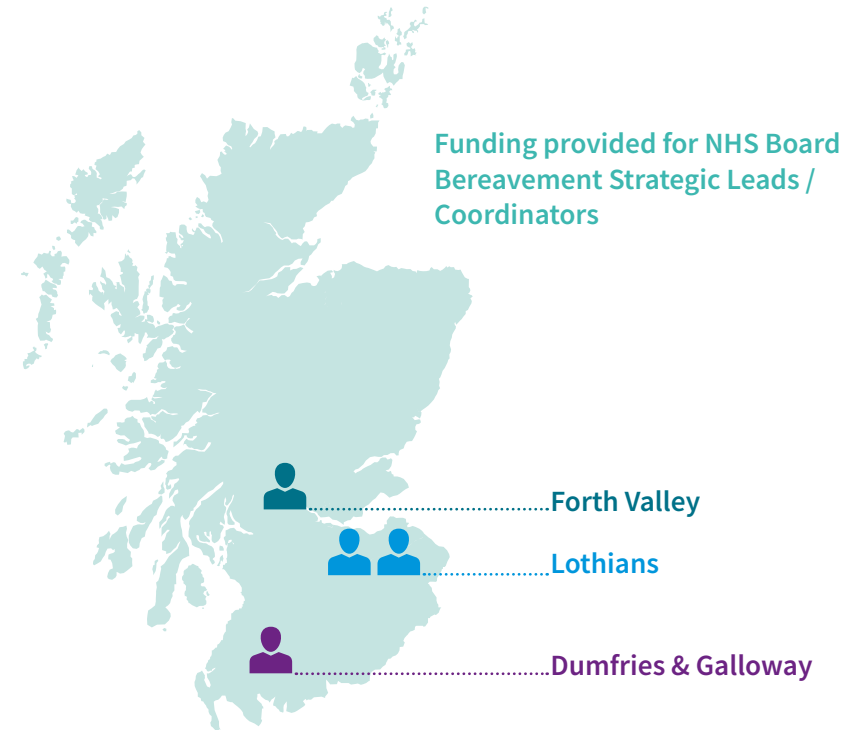 Funding provided for NHS Board
Bereavement Strategic Leads /
Coordinators
Forth Valley
Lothians
Dumfries & Galloway